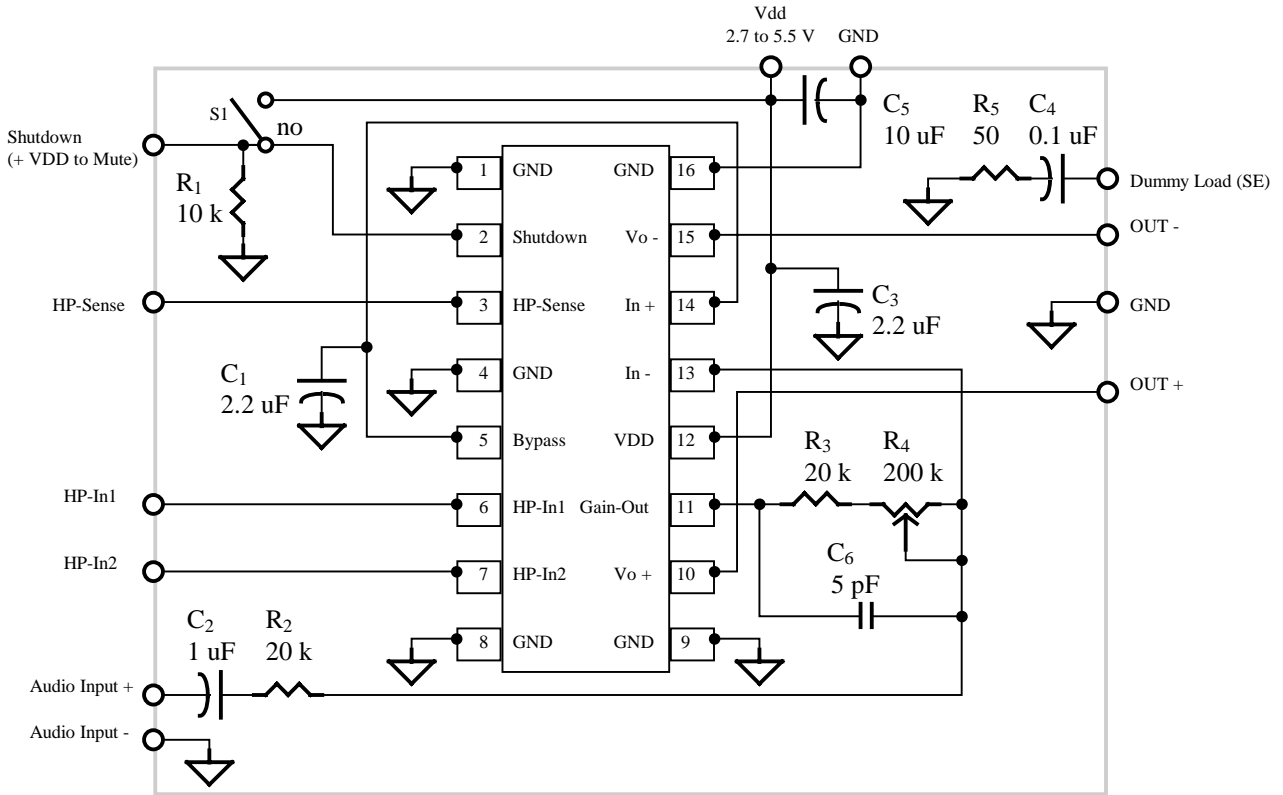 Vdd
2.7 to 5.5 V
GND
S1
no
Shutdown
(+ VDD to Mute)
R1
10 k
C5
10 uF
R5
50
C4
0.1 uF
Dummy Load (SE)
1
GND
GND
16
2
Shutdown
Vo -
15
OUT -
HP-Sense
3
HP-Sense
In +
14
C3
2.2 uF
GND
C1
2.2 uF
4
GND
In -
13
OUT +
5
Bypass
VDD
12
R3
20 k
R4
200 k
HP-In1
6
HP-In1
Gain-Out
11
HP-In2
7
HP-In2
Vo +
10
C6
5 pF
C2
1 uF
R2
20 k
8
GND
GND
9
Audio Input +
Audio Input -